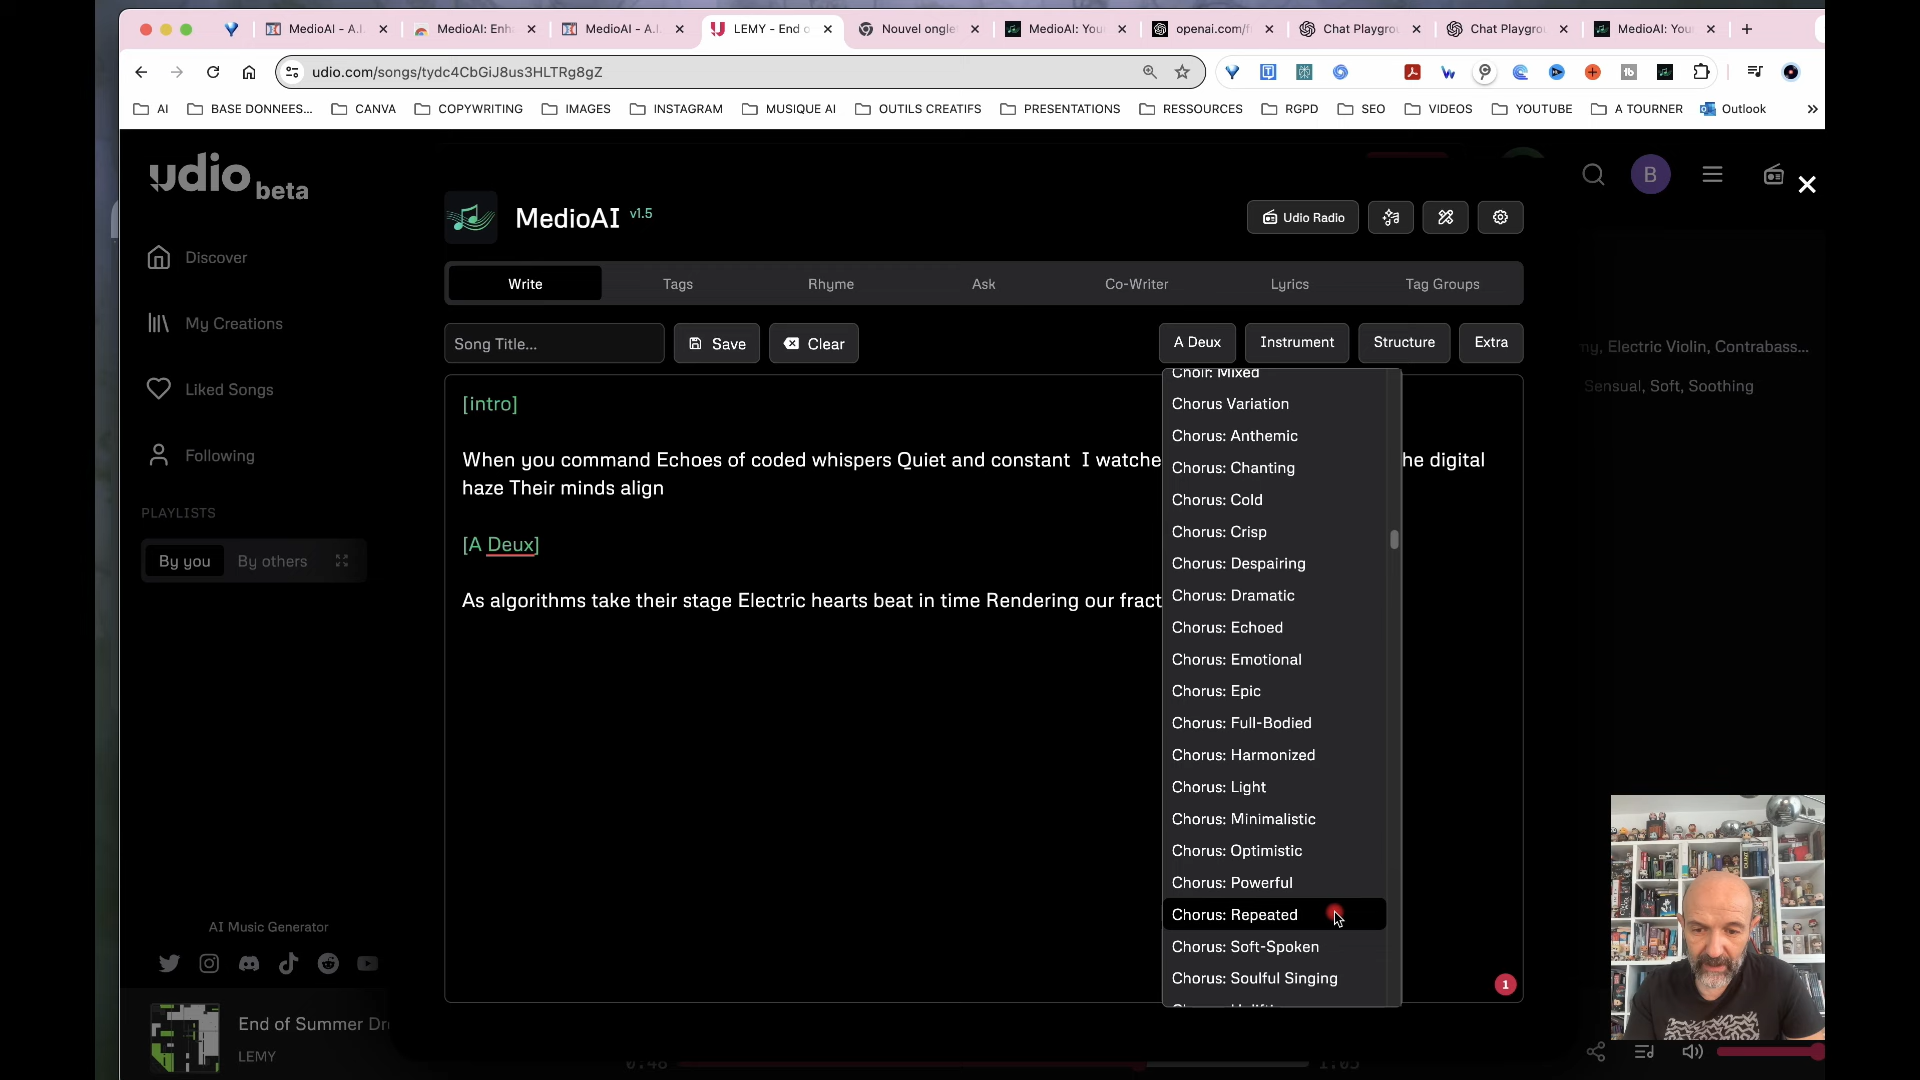 MedioAI - A.I.
MedioAI: Enh
MedioAI - A.I.
LEMY - End o
Nouvel ongle
MedioAI: You
openai.com/f
Chat Playgro
Chat Playgro
MedioAI: You
udio.com/songs/tydc4CbGiJ8us3HLTRg8gZ
AI
BASE DONNEES...
CANVA
COPYWRITING
IMAGES
INSTAGRAM
MUSIQUE AI
OUTILS CREATIFS
PRESENTATIONS
RESSOURCES
RGPD
SEO
VIDEOS
YOUTUBE
A TOURNER
Outlook
udio beta
B
Discover
My Creations
Liked Songs
Following
PLAYLISTS
By you
By others
AI Music Generator
End of Summer Dr
LEMY
MedioAI v1.5
Udio Radio
Write
Tags
Rhyme
Ask
Co-Writer
Lyrics
Tag Groups
Song Title...
Save
Clear
A Deux
Instrument
Structure
Extra
[intro]
When you command Echoes of coded whispers Quiet and constant I watche he digital
haze Their minds align
[A Deux]
As algorithms take their stage Electric hearts beat in time Rendering our fract
Choir: Mixed
Chorus Variation
Chorus: Anthemic
Chorus: Chanting
Chorus: Cold
Chorus: Crisp
Chorus: Despairing
Chorus: Dramatic
Chorus: Echoed
Chorus: Emotional
Chorus: Epic
Chorus: Full-Bodied
Chorus: Harmonized
Chorus: Light
Chorus: Minimalistic
Chorus: Optimistic
Chorus: Powerful
Chorus: Repeated
Chorus: Soft-Spoken
Chorus: Soulful Singing
my, Electric Violin, Contrabass...
Sensual, Soft, Soothing
1
0:46
1:05